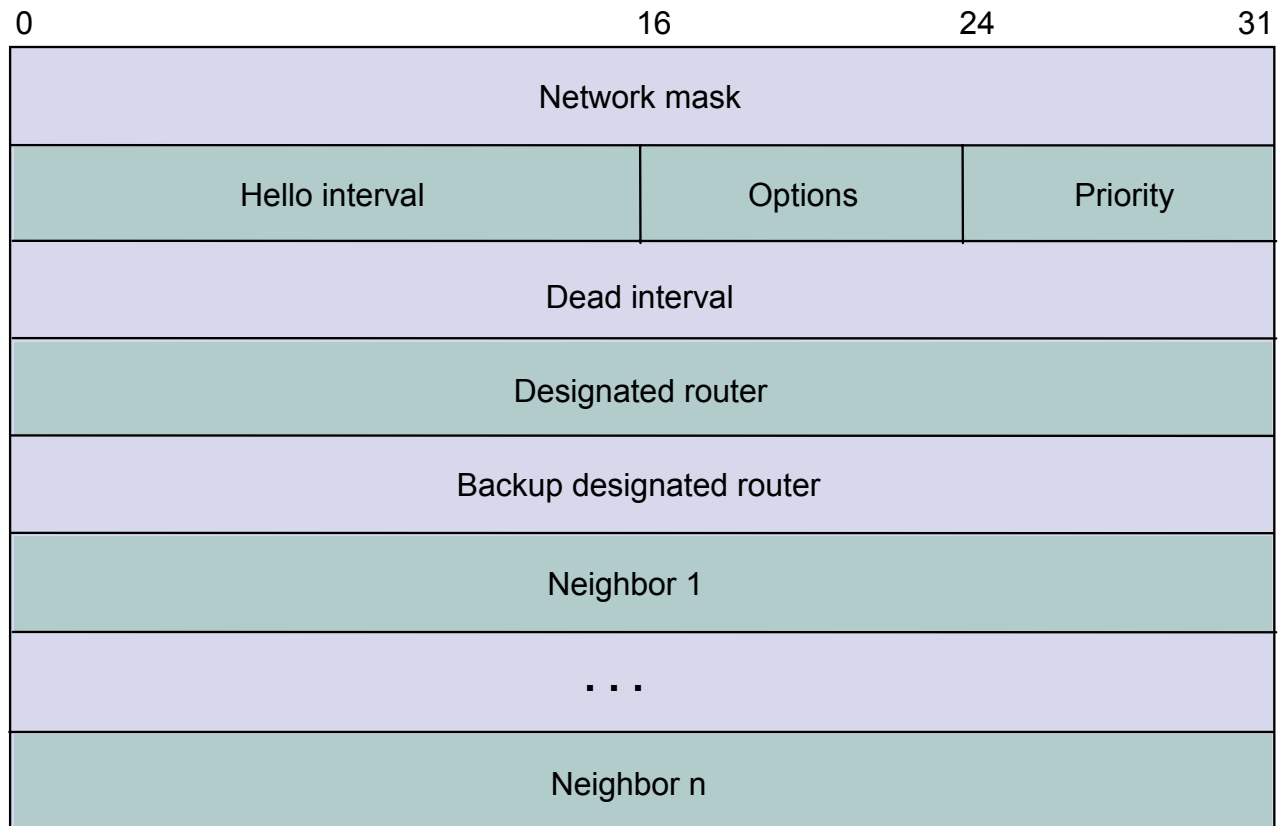 0 16 24 31
Network mask
Hello interval Options Priority
Dead interval
Designated router
Backup designated router
Neighbor 1
. . .
Neighbor n